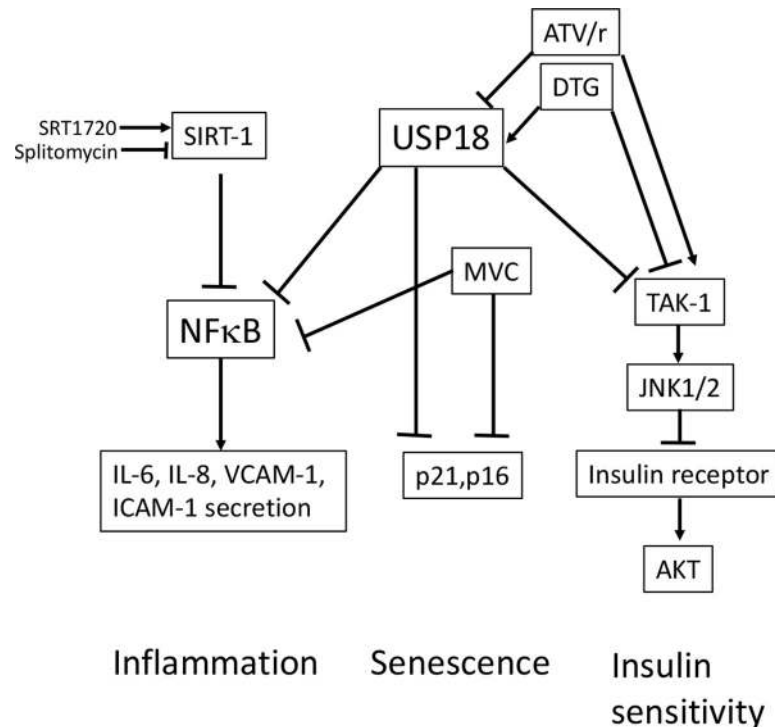 ATV/r
DTG
SRT1720
Splitomycin
SIRT-1
USP18
MVC
NFκB
TAK-1
JNK1/2
IL-6, IL-8, VCAM-1,
ICAM-1 secretion
p21,p16
Insulin receptor
AKT
Inflammation
Senescence
Insulin
sensitivity